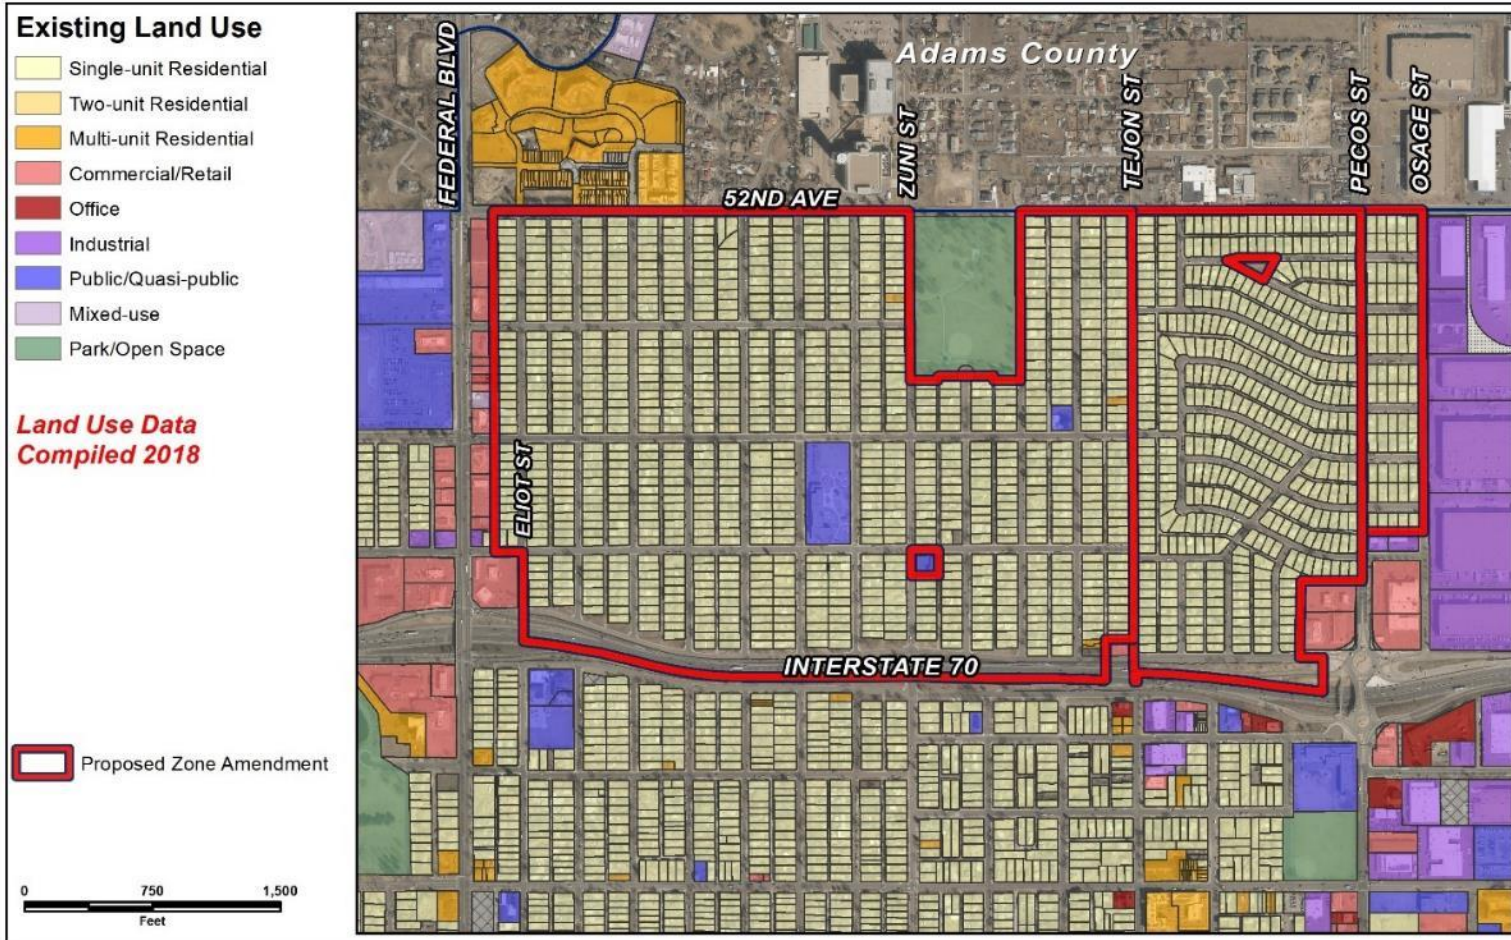 Existing Land Use
Single-unit Residential
Two-unit Residential
Multi-unit Residential
Commercial/Retail
Office
Industrial
Public/Quasi-public
Mixed-use
Park/Open Space
Land Use Data
Compiled 2018
Proposed Zone Amendment
0 750 1,500
Feet
Adams County
FEDERAL BLVD
ZUNI ST
TEJON ST
PECOS ST
OSAGE ST
52ND AVE
ELIOT ST
INTERSTATE 70